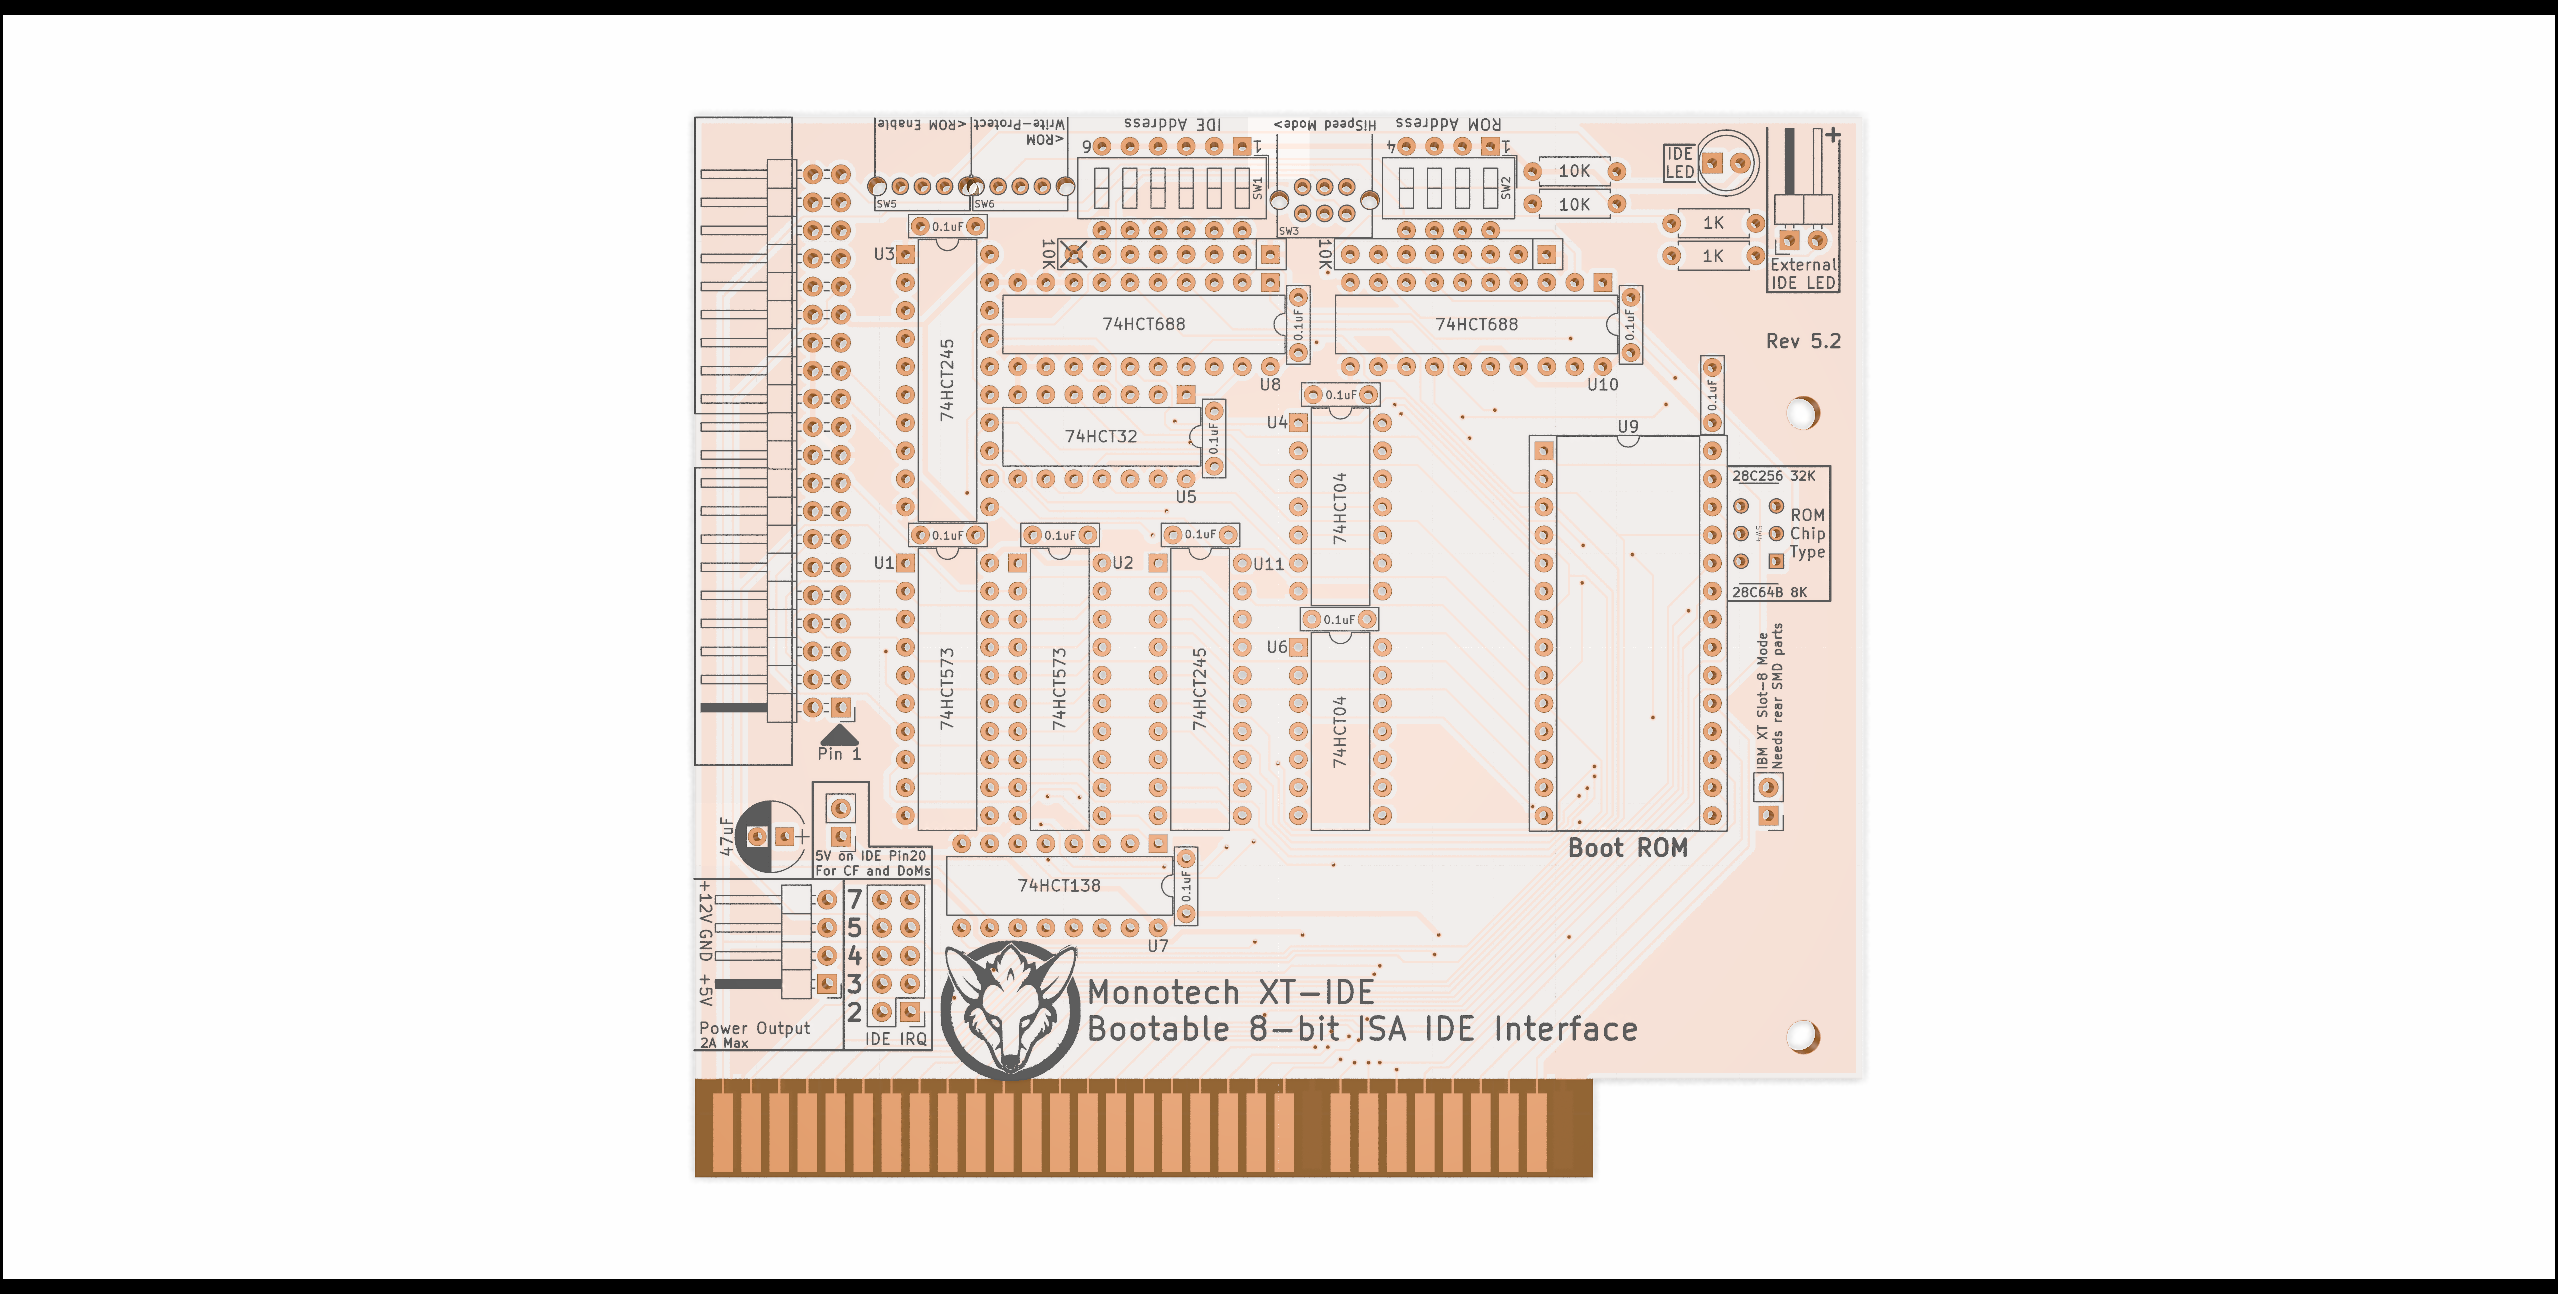 <ROM Enable
<ROM
Write-Protect
IDE Address
HiSpeed Mode>
ROM Address
6
1
4
1
SW5
SW6
SW1
SW3
SW2
10K
10K
IDE
LED
+
1K
1K
External
IDE LED
0.1uF
U3
10K
10K
74HCT245
74HCT688
0.1uF
U8
74HCT688
0.1uF
U10
Rev 5.2
0.1uF
74HCT32
0.1uF
U5
0.1uF
U4
74HCT04
U9
28C256 32K
ROM
Chip
Type
SW4
28C64B 8K
0.1uF
0.1uF
0.1uF
U1
U2
U11
74HCT573
74HCT573
74HCT245
0.1uF
U6
74HCT04
IBM XT Slot-8 Mode
Needs rear SMD parts
Boot ROM
Pin 1
47uF
+
5V on IDE Pin20
For CF and DoMs
74HCT138
0.1uF
U7
+12V GND +5V
7
5
4
3
2
Power Output
2A Max
IDE IRQ
Monotech XT-IDE
Bootable 8-bit ISA IDE Interface